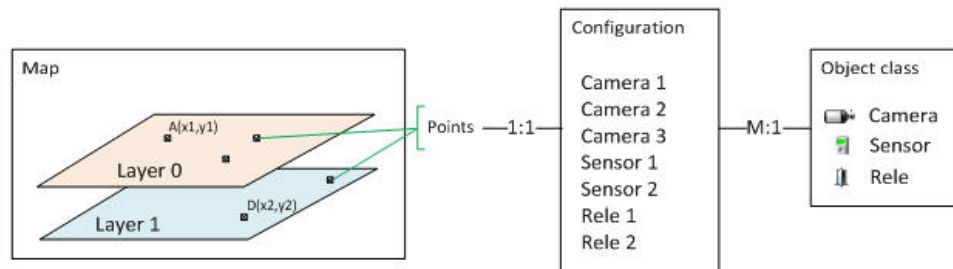 Map
A(x1,y1)
Layer 0
D(x2,y2)
Layer 1
Points
1:1
Configuration
Camera 1
Camera 2
Camera 3
Sensor 1
Sensor 2
Rele 1
Rele 2
M:1
Object class
Camera
Sensor
Rele